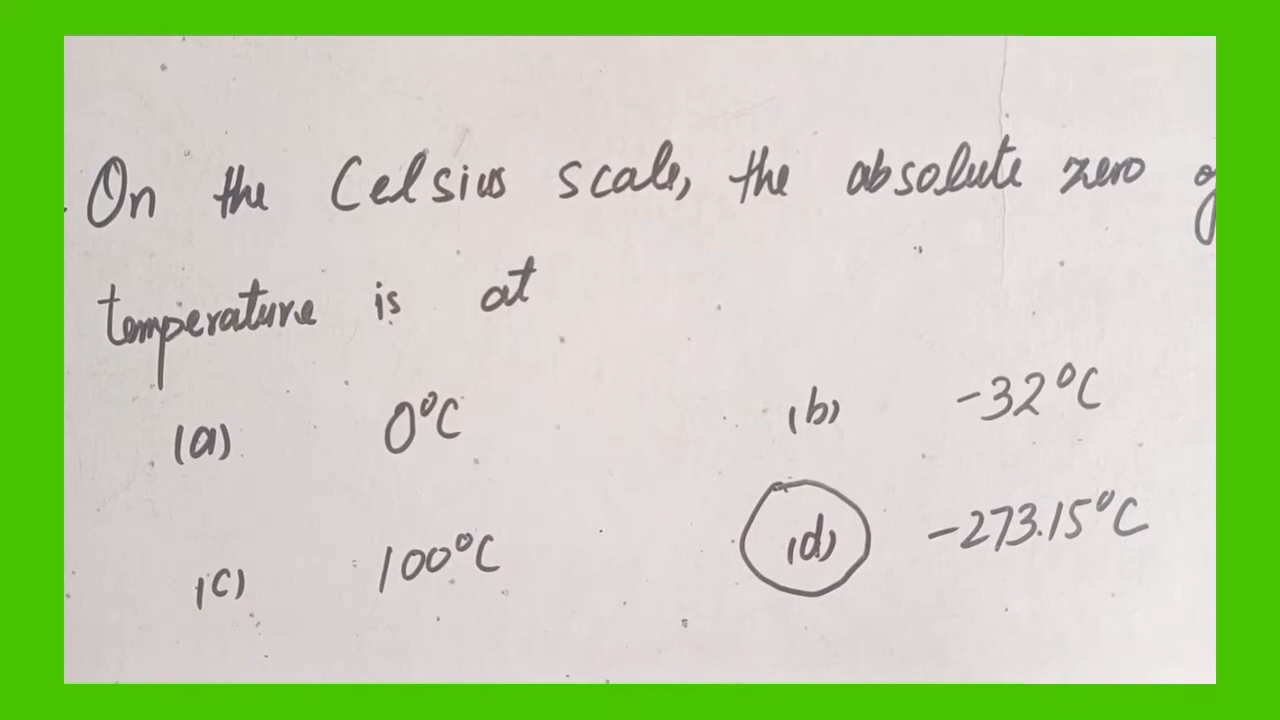 On the Celsius scale, the absolute zero
temperature is at
(a) 0°C (b) -32°C
(c) 100°C (d) -273.15°C